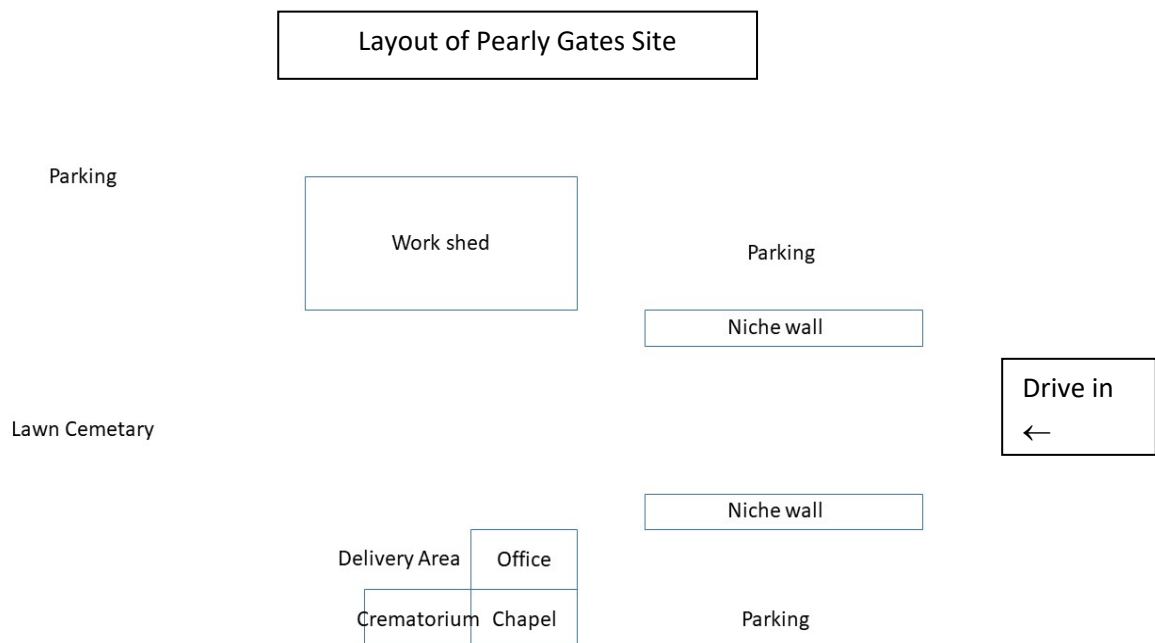 Layout of Pearly Gates Site
Parking
Work shed
Parking
Niche wall
Drive in
←
Lawn Cemetary
Niche wall
Delivery Area
Office
Crematorium
Chapel
Parking